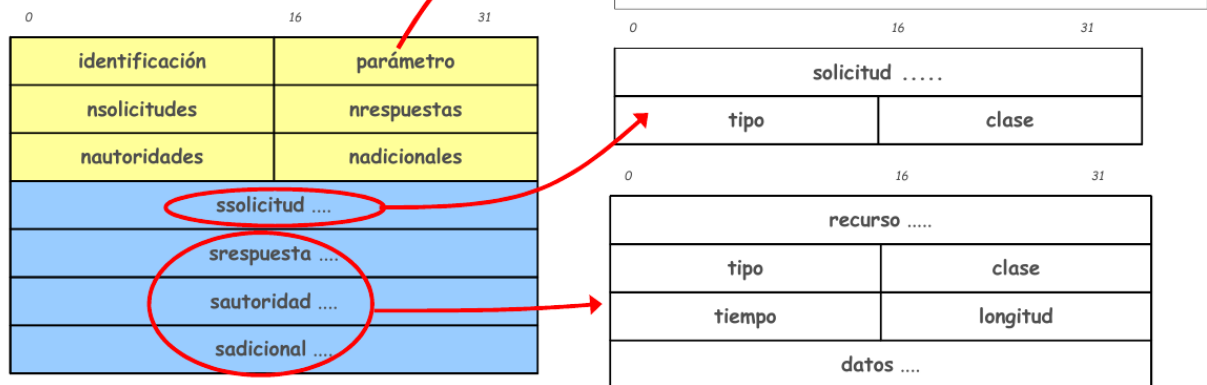 0 16 31
identificación parámetro
nsolicitudes nrespuestas
nautoridades nadicionales
ssolicitud ....
srespuesta ....
sautoridad ....
sadicional ....
0 16 31
solicitud .....
tipo clase
0 16 31
recurso .....
tipo clase
tiempo longitud
datos ....